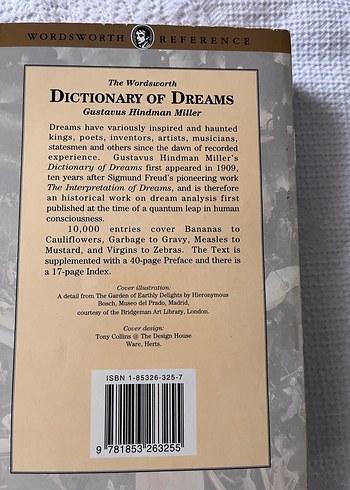 WORDSWORTH REFERENCE
The Wordsworth
DICTIONARY OF DREAMS
Gustavus Hindman Miller
Dreams have variously inspired and haunted
kings, poets, inventors, artists, musicians,
statesmen and others since the dawn of recorded
experience. Gustavus Hindman Miller's
Dictionary of Dreams first appeared in 1909,
ten years after Sigmund Freud's pioneering work
The Interpretation of Dreams, and is therefore
an historical work on dream analysis first
published at the time of a quantum leap in human
consciousness.
10,000 entries cover Bananas to
Cauliflowers, Garbage to Gravy, Measles to
Mustard, and Virgins to Zebras. The Text is
supplemented with a 40-page Preface and there is
a 17-page Index.
Cover illustration:
A detail from The Garden of Earthly Delights by Hieronymous
Bosch, Museo del Prado, Madrid,
courtesy of the Bridgeman Art Library, London.
Cover design:
Tony Collins @ The Design House
Ware, Herts.
ISBN 1-85326-325-7
9 781853 263255